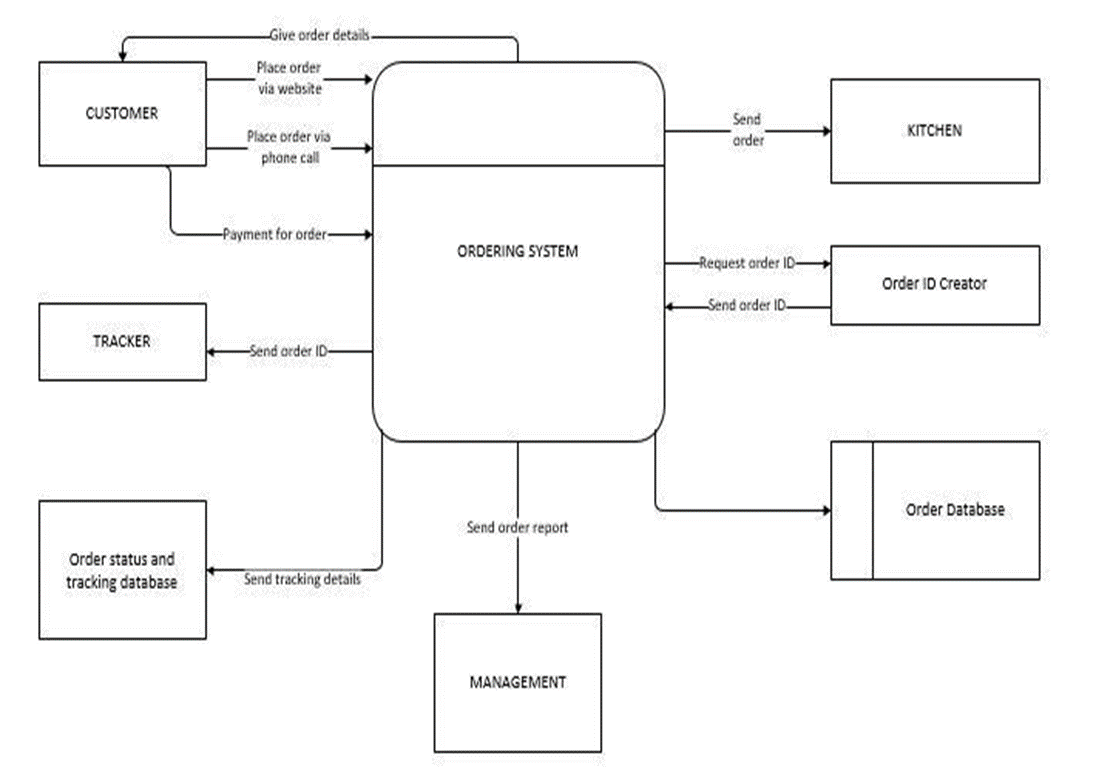 Give order details
Place order
via website
CUSTOMER
Place order via
phone call
Send
order
KITCHEN
Payment for order
ORDERING SYSTEM
Request order ID
Order ID Creator
Send order ID
TRACKER
Send order ID
Order Database
Send order report
Order status and
tracking database
Send tracking details
MANAGEMENT